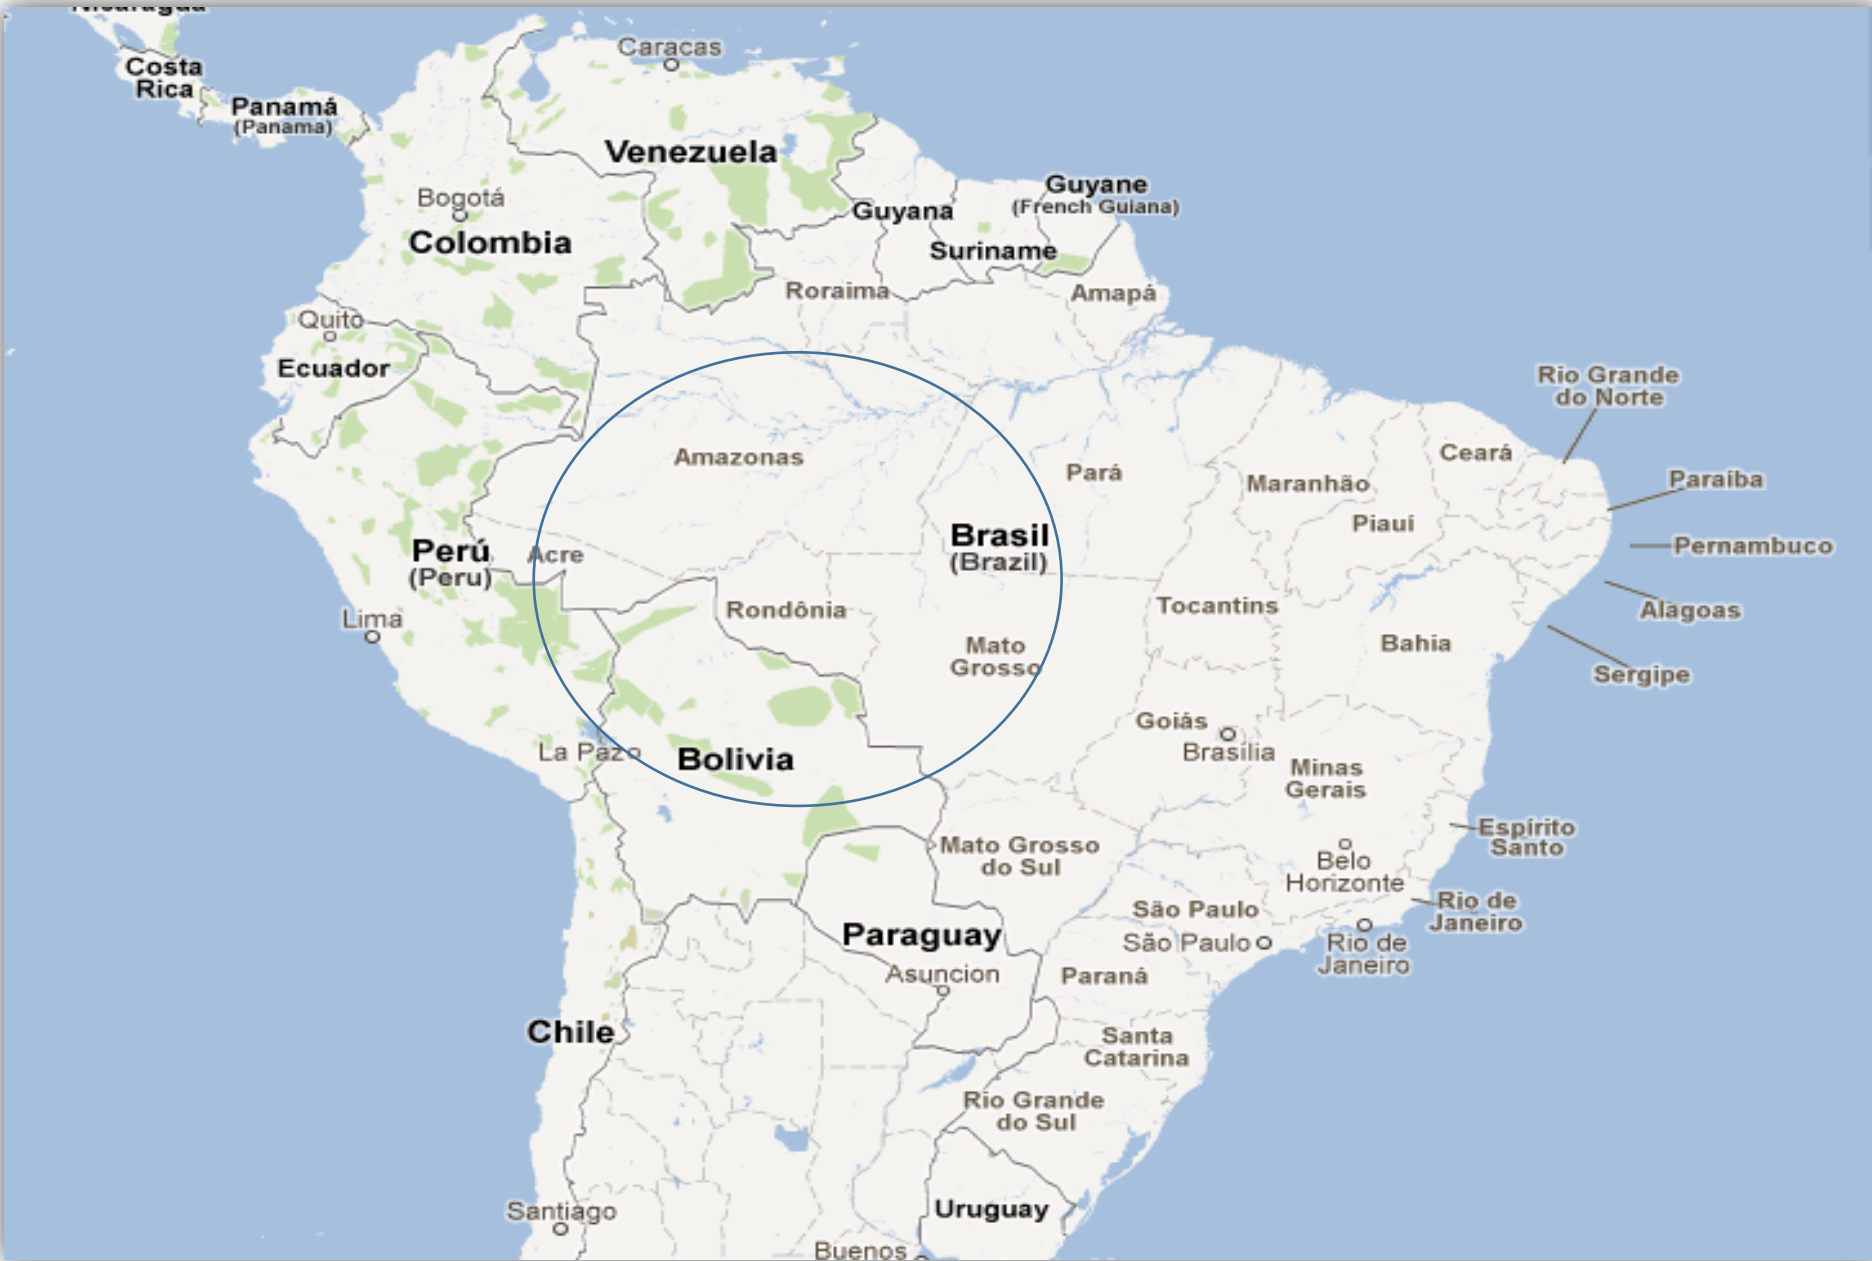 Nicaragua
Costa
Rica
Panamá
(Panama)
Caracas
Venezuela
Bogotá
Colombia
Guyana
Guyane
(French Guiana)
Suriname
Roraima
Amapá
Quito
Ecuador
Amazonas
Pará
Maranhão
Piauí
Ceará
Rio Grande
do Norte
Paraíba
Pernambuco
Alagoas
Sergipe
Brasil
(Brazil)
Perú
(Peru)
Acre
Lima
Rondônia
Mato
Grosso
Tocantins
Bahia
Goiás
Brasília
Minas
Gerais
La Paz
Bolivia
Espírito
Santo
Mato Grosso
do Sul
Belo
Horizonte
São Paulo
São Paulo
Rio de
Janeiro
Rio de
Janeiro
Paraguay
Asuncion
Paraná
Chile
Santa
Catarina
Rio Grande
do Sul
Santiago
Uruguay
Buenos